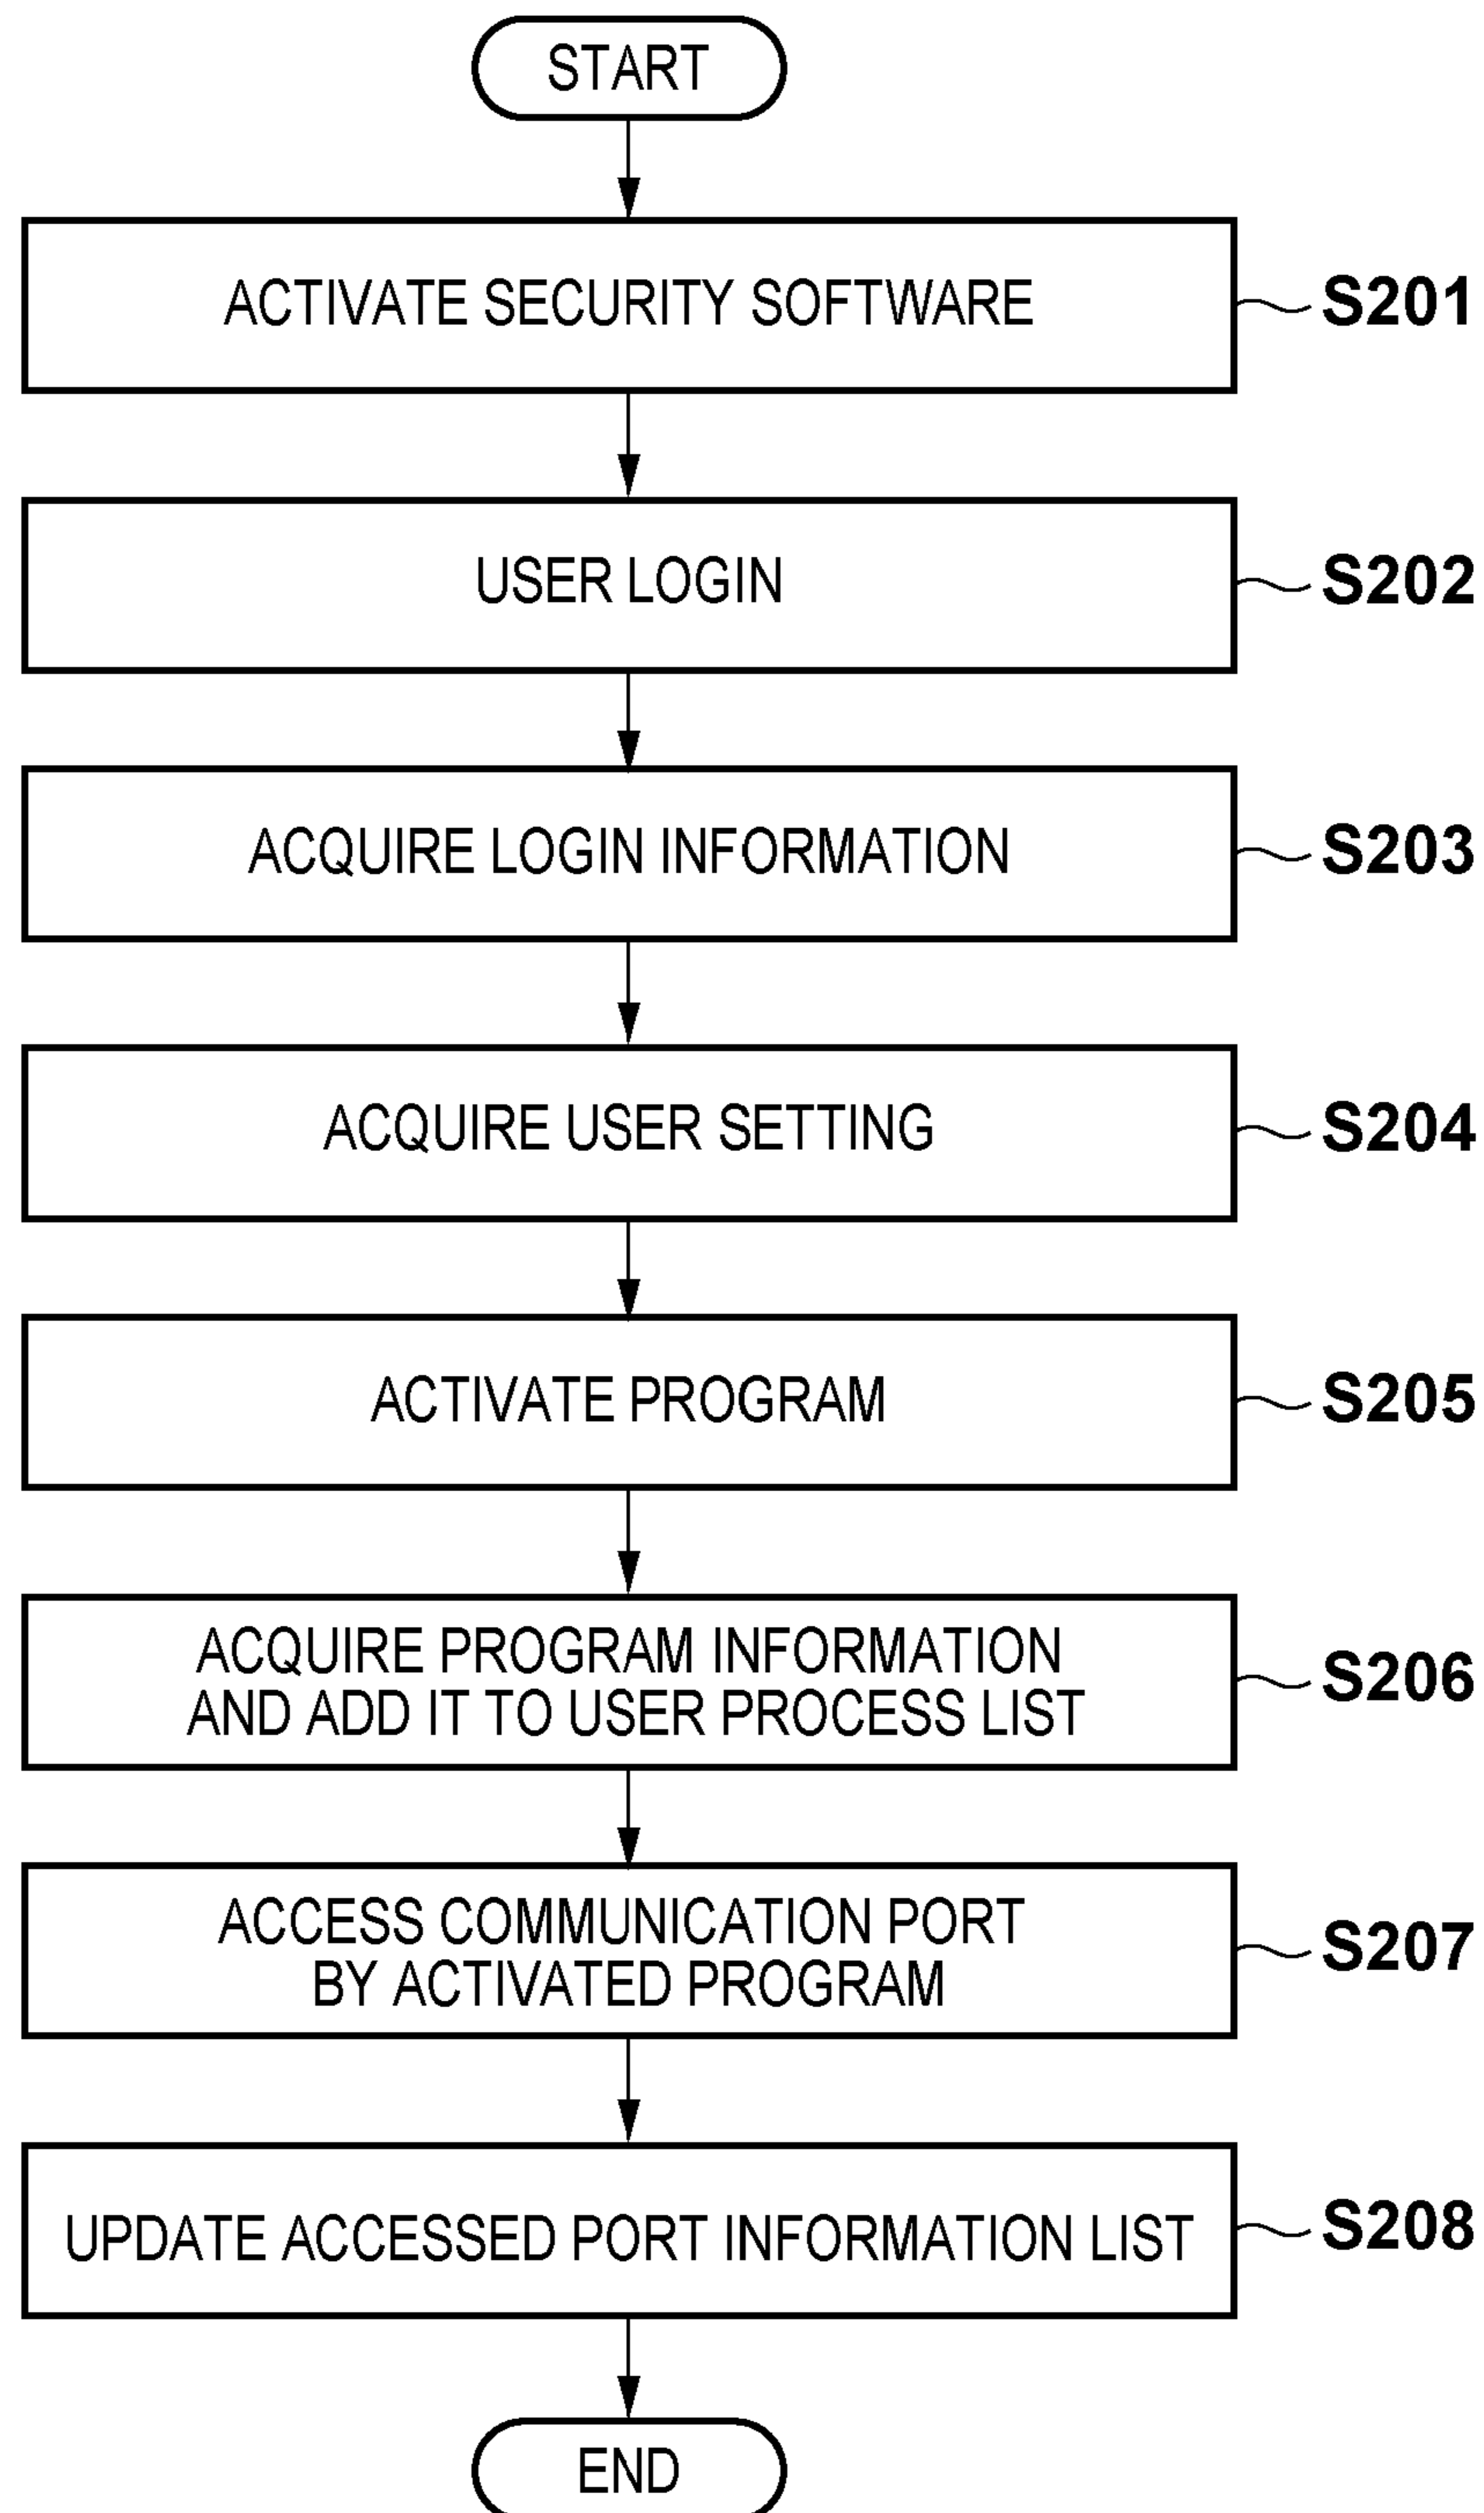 START
ACTIVATE SECURITY SOFTWARE
S201
USER LOGIN
S202
ACQUIRE LOGIN INFORMATION
S203
ACQUIRE USER SETTING
S204
ACTIVATE PROGRAM
S205
ACQUIRE PROGRAM INFORMATION
AND ADD IT TO USER PROCESS LIST
S206
ACCESS COMMUNICATION PORT
BY ACTIVATED PROGRAM
S207
UPDATE ACCESSED PORT INFORMATION LIST
S208
END